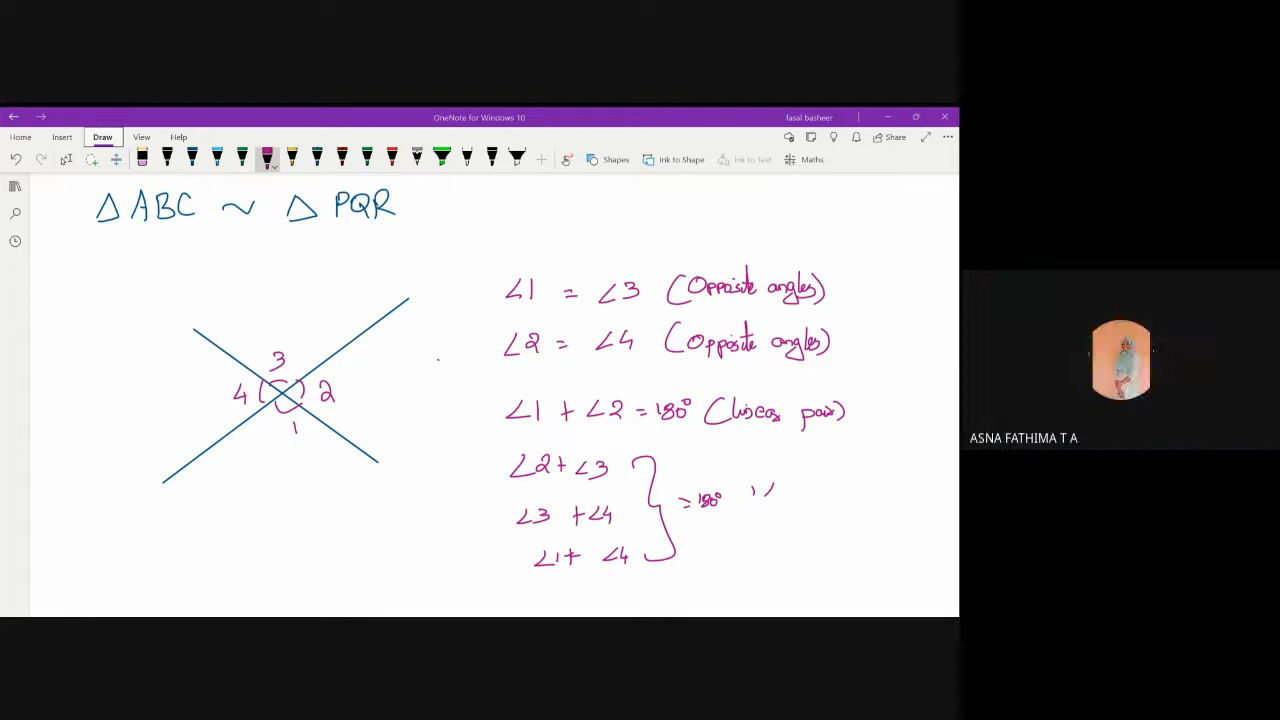 OneNote for Windows 10
fasal basheer
Home Insert Draw View Help
Share
Shapes Ink to Shape Ink to Text Maths
△ ABC ~ △ PQR
∠1 = ∠3 (Opposite angles)
∠2 = ∠4 (Opposite angles)
3
4
2
1
∠1 + ∠2 = 180° (linear pair)
∠2 + ∠3
∠3 + ∠4
∠1 + ∠4
= 180° ''
ASNA FATHIMA T A